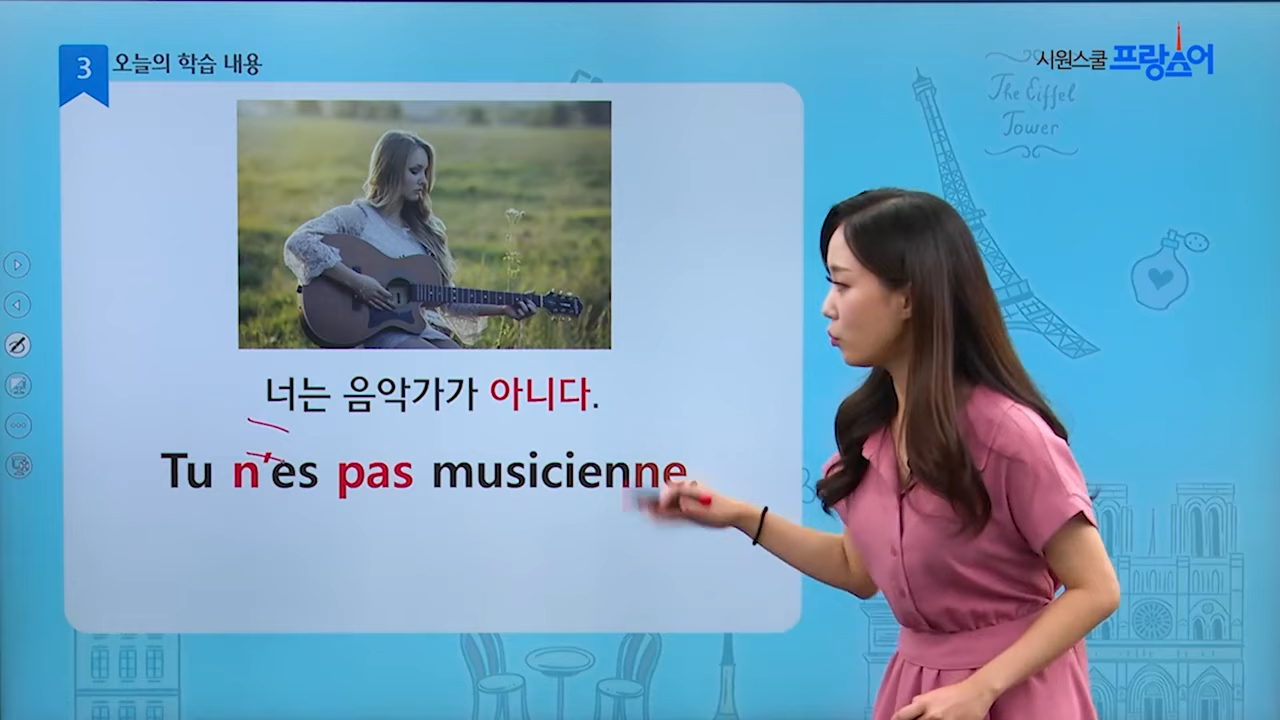 3 오늘의 학습 내용
시원스쿨 프랑스어
The Eiffel
Tower
너는 음악가가 아니다.
Tu n'es pas musicienne.